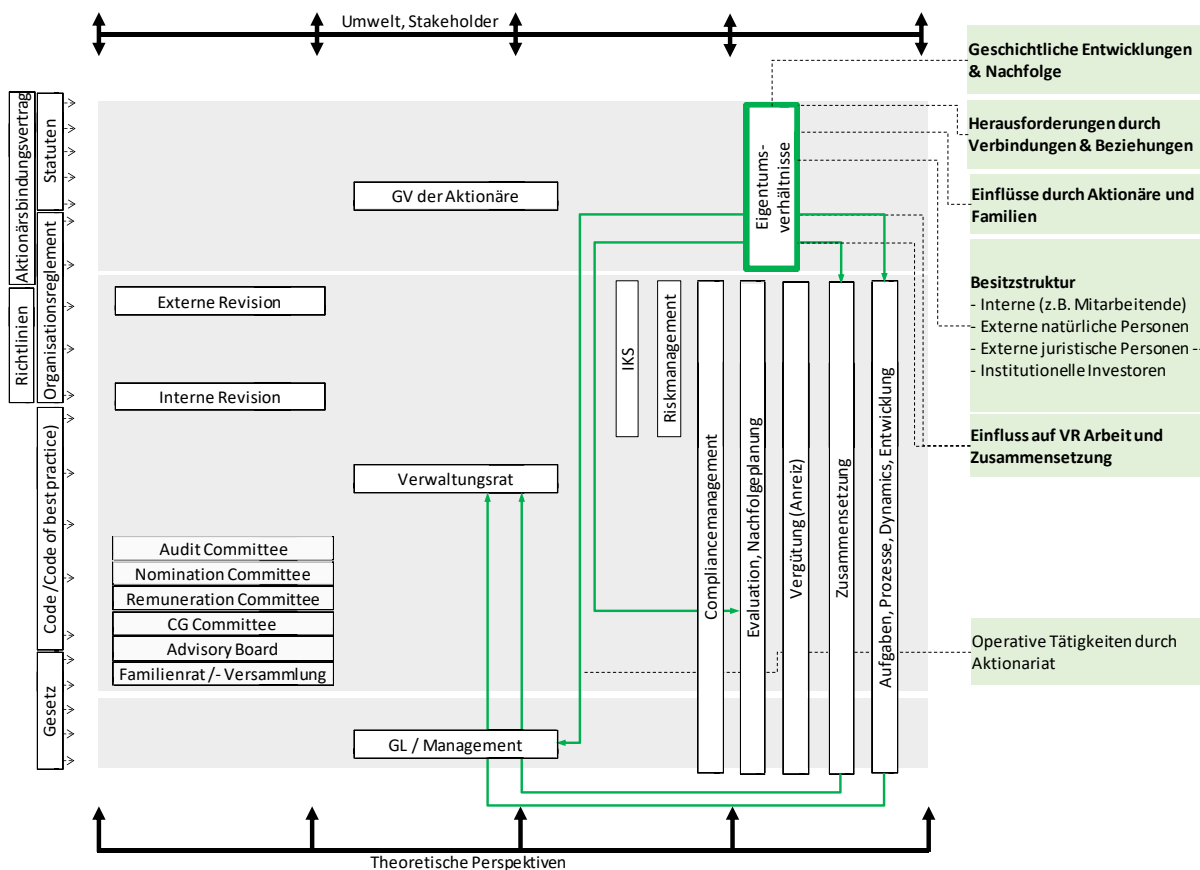 Umwelt, Stakeholder
Aktionärsbindungsvertrag
Richtlinien
Statuten
Organisationsreglement
Code /Code of best practice)
Gesetz
GV der Aktionäre
Externe Revision
Interne Revision
Verwaltungsrat
Audit Committee
Nomination Committee
Remuneration Committee
CG Committee
Advisory Board
Familienrat /- Versammlung
GL / Management
IKS
Riskmanagement
Compliancemanagement
Evaluation, Nachfolgeplanung
Vergütung (Anreiz)
Zusammensetzung
Aufgaben, Prozesse, Dynamics, Entwicklung
Eigentums-
verhältnisse
Geschichtliche Entwicklungen
& Nachfolge
Herausforderungen durch
Verbindungen & Beziehungen
Einflüsse durch Aktionäre und
Familien
Besitzstruktur
- Interne (z.B. Mitarbeitende)
- Externe natürliche Personen
- Externe juristische Personen
- Institutionelle Investoren
Einfluss auf VR Arbeit und
Zusammensetzung
Operative Tätigkeiten durch
Aktionariat
Theoretische Perspektiven